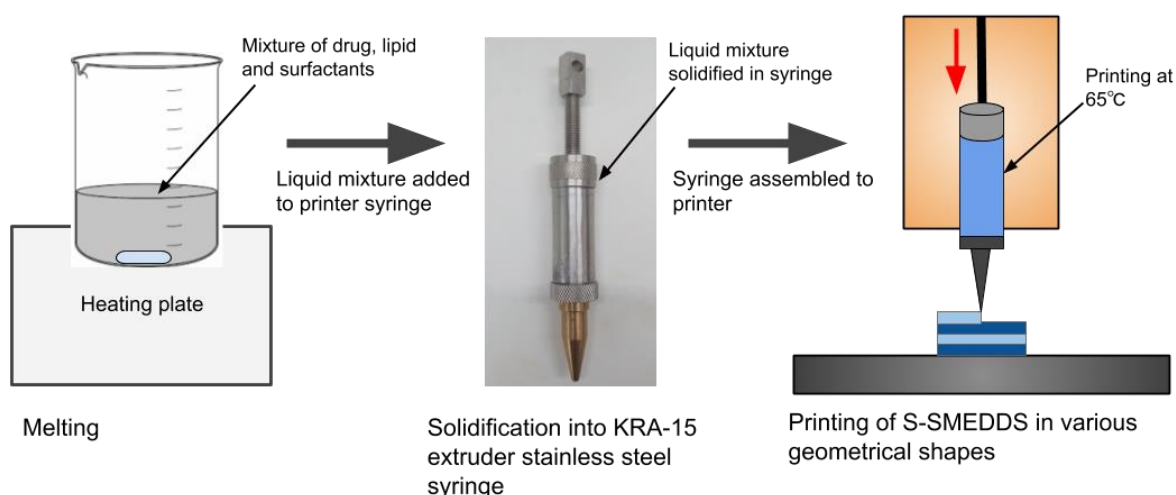 Mixture of drug, lipid
and surfactants
Heating plate
Melting
Liquid mixture added
to printer syringe
Liquid mixture
solidified in syringe
Solidification into KRA-15
extruder stainless steel
syringe
Syringe assembled to
printer
Printing at
65°C
Printing of S-SMEDDS in various
geometrical shapes